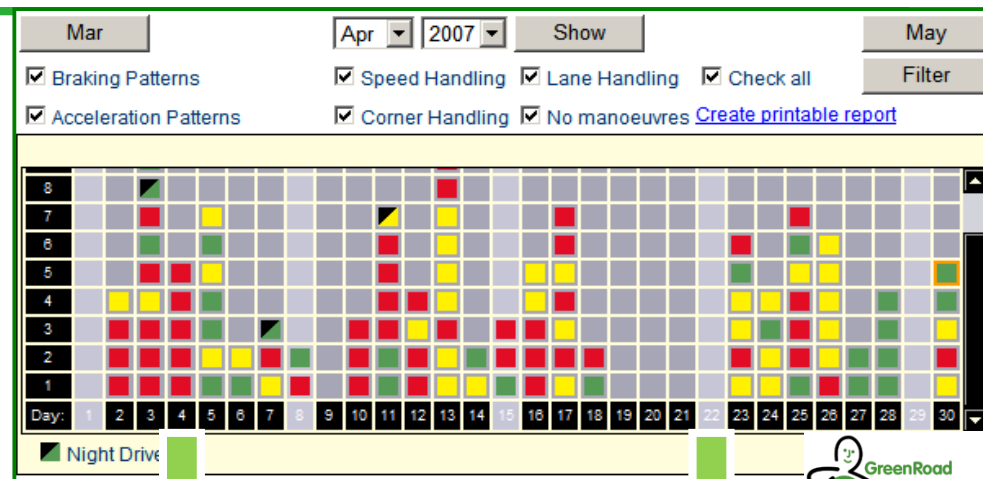 Mar Apr 2007 Show May
Braking Patterns Speed Handling Lane Handling Check all Filter
Acceleration Patterns Corner Handling No manoeuvres Create printable report
8
7
6
5
4
3
2
1
Day: 1 2 3 4 5 6 7 8 9 10 11 12 13 14 15 16 17 18 19 20 21 22 23 24 25 26 27 28 29 30
Night Drive
GreenRoad